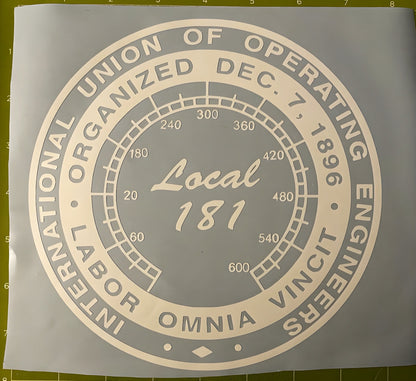 INTERNATIONAL UNION OF OPERATING ENGINEERS
• ORGANIZED DEC. 7, 1896 •
LABOR OMNIA VINCIT
60
20
180
240
300
360
420
480
540
600
Local
181